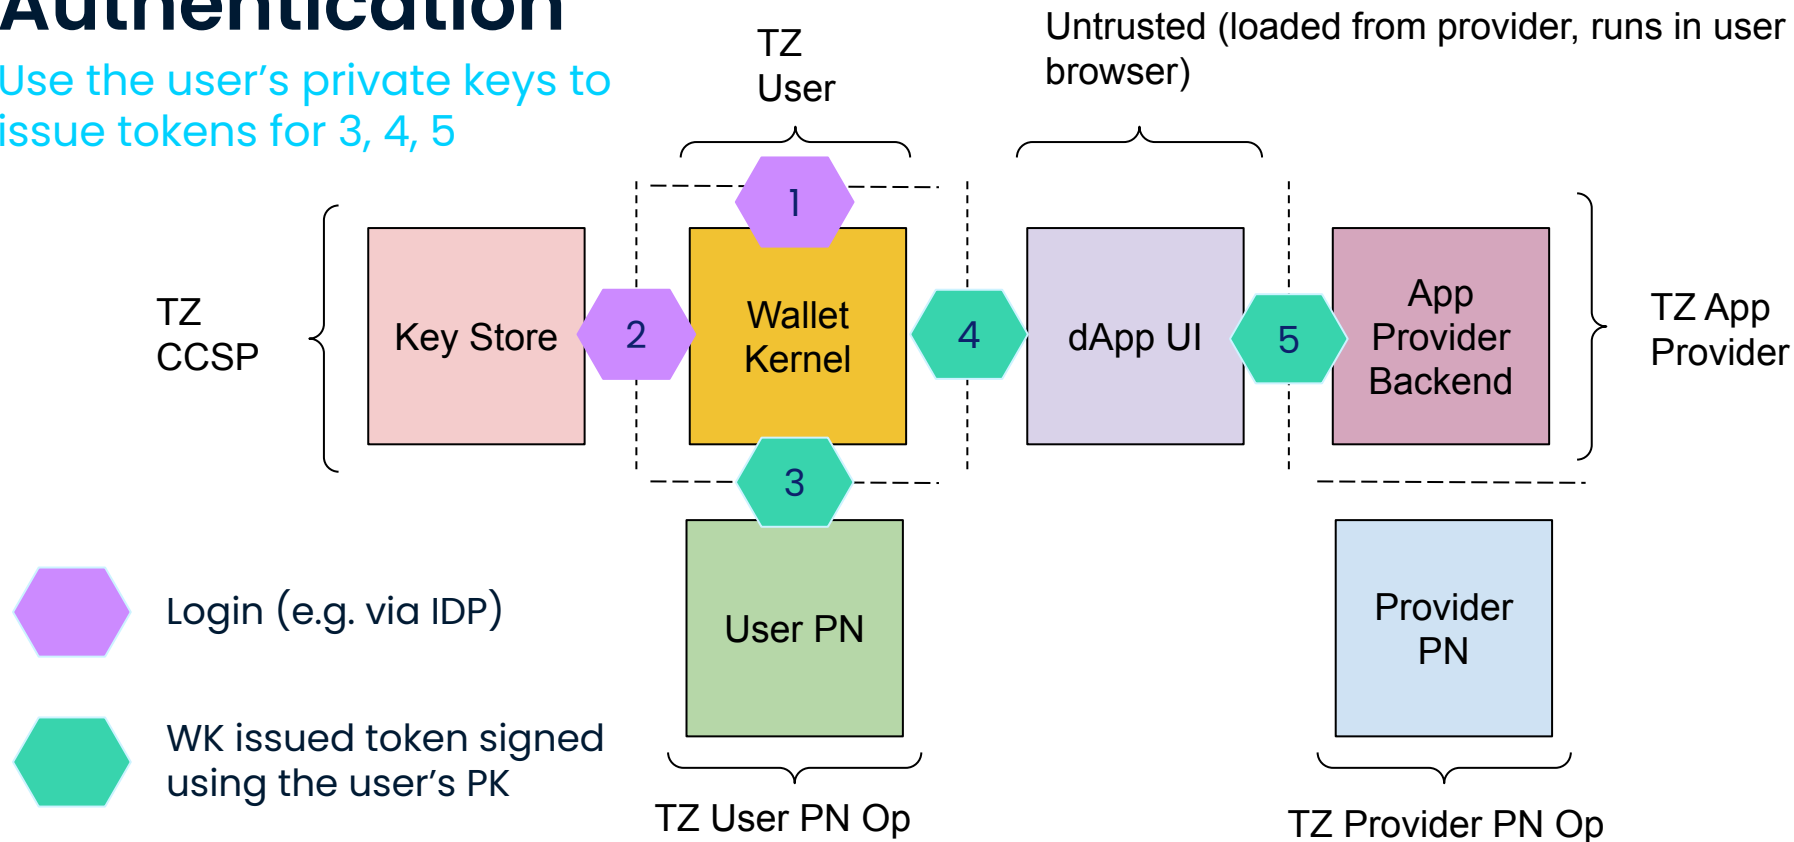 Authentication
Use the user's private keys to
issue tokens for 3, 4, 5
TZ
User
Untrusted (loaded from provider, runs in user
browser)
1
TZ
CCSP
Key Store
2
Wallet
Kernel
4
dApp UI
5
App
Provider
Backend
TZ App
Provider
3
User PN
Provider
PN
Login (e.g. via IDP)
WK issued token signed
using the user's PK
TZ User PN Op
TZ Provider PN Op